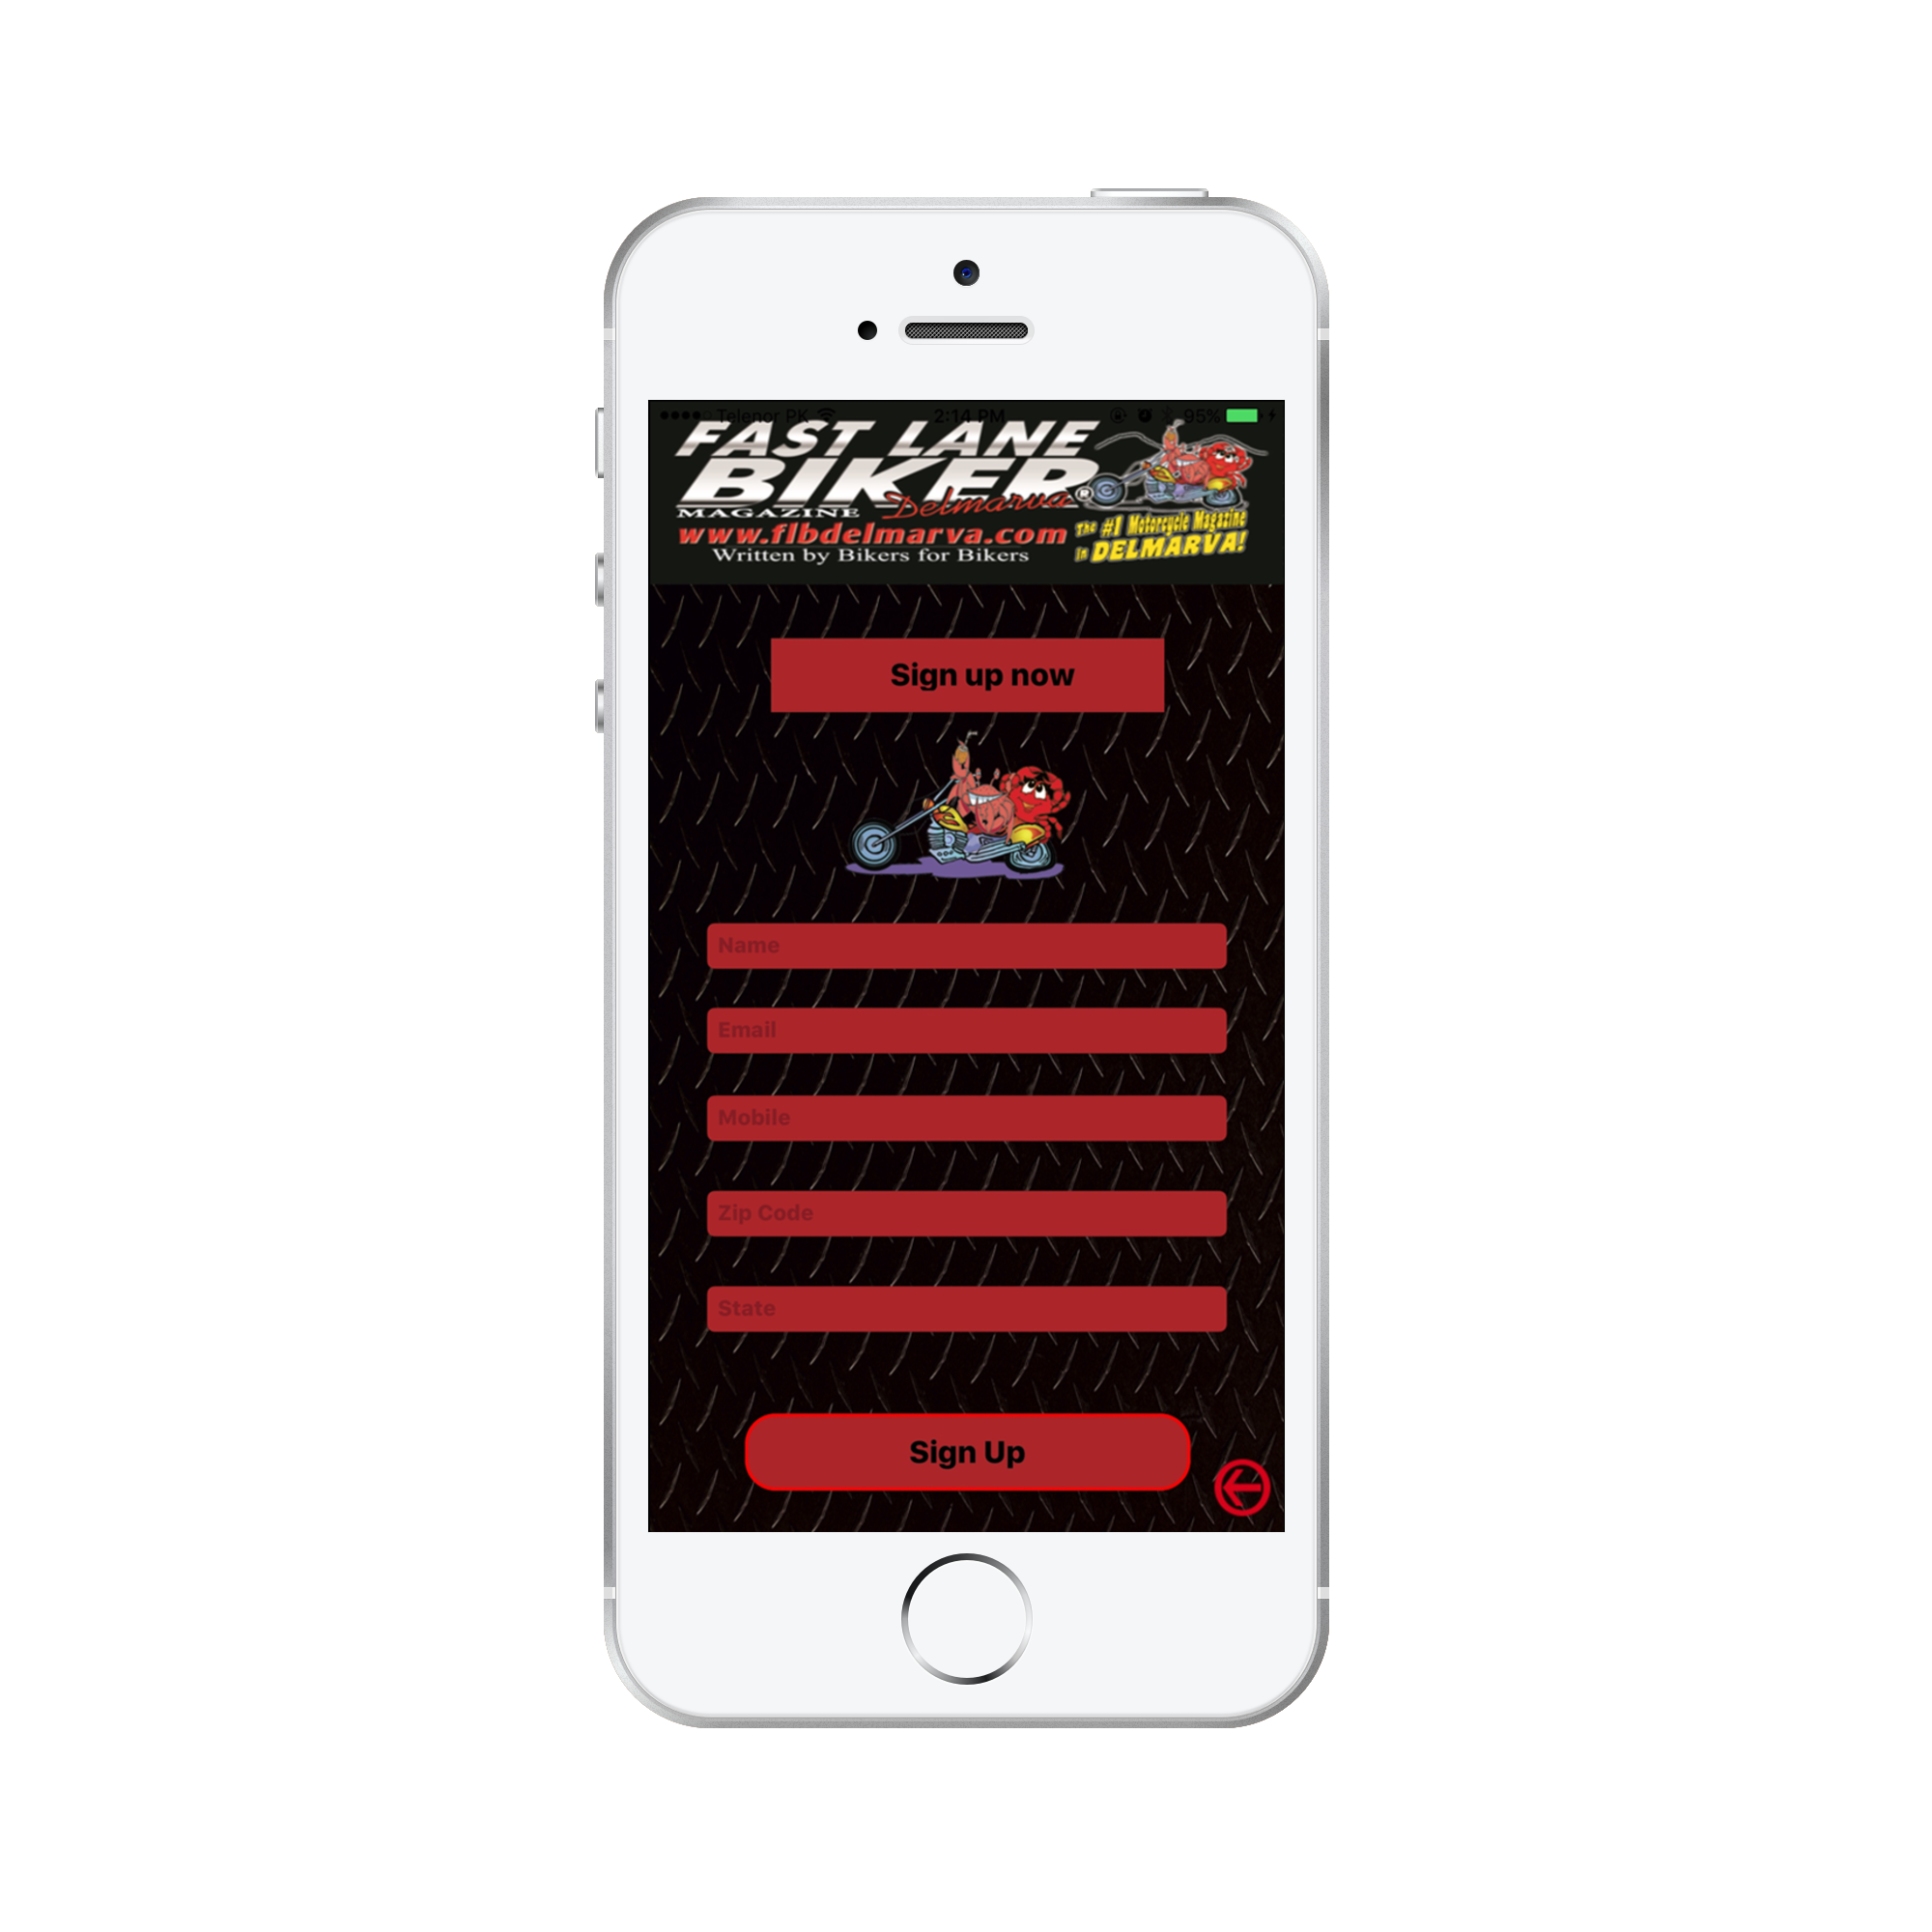 Telenor PK 2:14 PM 95%
FAST LANE
BIKER®
MAGAZINE Delmarva
www.flbdelmarva.com
Written by Bikers for Bikers
The #1 Motorcycle Magazine
In DELMARVA!
Sign up now
Name
Email
Mobile
Zip Code
State
Sign Up